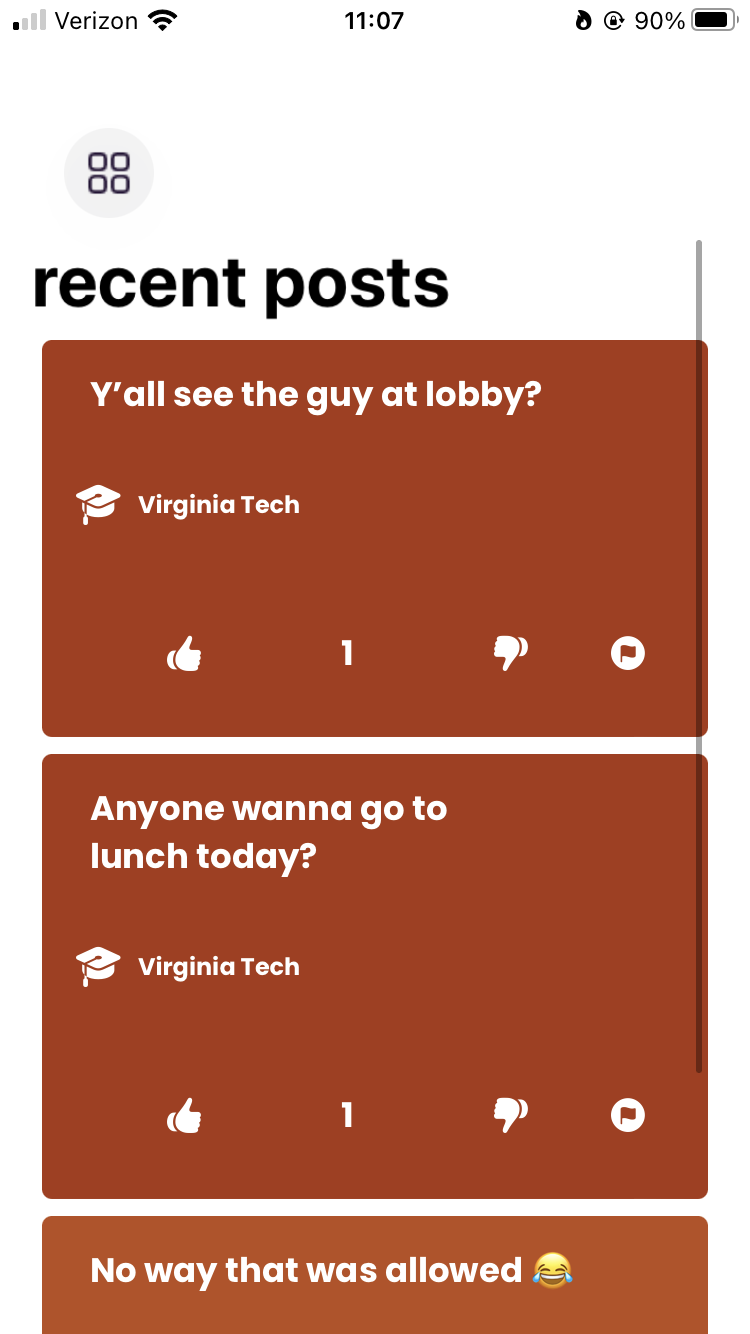 Verizon 11:07 90%
recent posts
Y’all see the guy at lobby?
Virginia Tech
1
Anyone wanna go to
lunch today?
Virginia Tech
1
No way that was allowed 😂